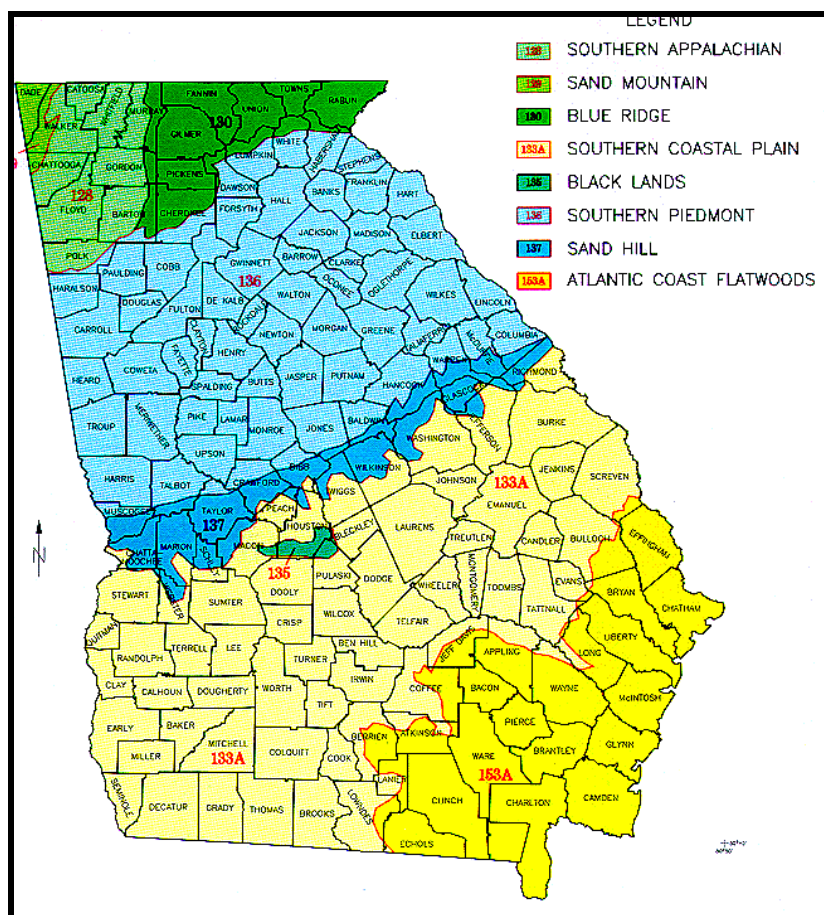 LEGEND
128 SOUTHERN APPALACHIAN
129 SAND MOUNTAIN
130 BLUE RIDGE
133A SOUTHERN COASTAL PLAIN
135 BLACK LANDS
136 SOUTHERN PIEDMONT
137 SAND HILL
153A ATLANTIC COAST FLATWOODS
DADE
CATOOSA
WHITFIELD
MURRAY
FANNIN
TOWNS
UNION
RABUN
WALKER
GILMER
130
CHATTOOGA
GORDON
PICKENS
LUMPKIN
WHITE
HABERSHAM
STEPHENS
128
FLOYD
BARTOW
CHEROKEE
DAWSON
FORSYTH
HALL
BANKS
FRANKLIN
HART
POLK
JACKSON
MADISON
ELBERT
HARALSON
PAULDING
COBB
GWINNETT
136
BARROW
CLARKE
OCONEE
OGLETHORPE
DOUGLAS
FULTON
DE KALB
ROCKDALE
WALTON
WILKES
LINCOLN
CARROLL
CLAYTON
FAYETTE
HENRY
NEWTON
MORGAN
GREENE
TALIAFERRO
WARREN
McDUFFIE
COLUMBIA
HEARD
COWETA
SPALDING
BUTTS
JASPER
PUTNAM
HANCOCK
GLASCOCK
RICHMOND
TROUP
MERIWETHER
PIKE
LAMAR
MONROE
JONES
BALDWIN
WASHINGTON
JEFFERSON
BURKE
UPSON
HARRIS
TALBOT
CRAWFORD
BIBB
WILKINSON
JOHNSON
133A
EMANUEL
JENKINS
SCREVEN
MUSCOGEE
TAYLOR
137
PEACH
TWIGGS
HOUSTON
BLECKLEY
LAURENS
TREUTLEN
CANDLER
BULLOCH
EFFINGHAM
CHATTA
HOOCHEE
MARION
SCHLEY
MACON
135
DOOLY
PULASKI
DODGE
WHEELER
MONTGOMERY
TOOMBS
EVANS
TATTNALL
BRYAN
CHATHAM
STEWART
WEBSTER
SUMTER
CRISP
WILCOX
TELFAIR
LIBERTY
LONG
QUITMAN
RANDOLPH
TERRELL
LEE
TURNER
BEN HILL
JEFF DAVIS
APPLING
WAYNE
McINTOSH
CLAY
CALHOUN
DOUGHERTY
WORTH
IRWIN
TIFT
COFFEE
BACON
PIERCE
EARLY
BAKER
MITCHELL
133A
MILLER
COLQUITT
COOK
BERRIEN
ATKINSON
WARE
153A
BRANTLEY
GLYNN
SEMINOLE
DECATUR
GRADY
THOMAS
BROOKS
LOWNDES
LANIER
CLINCH
CHARLTON
CAMDEN
ECHOLS
N